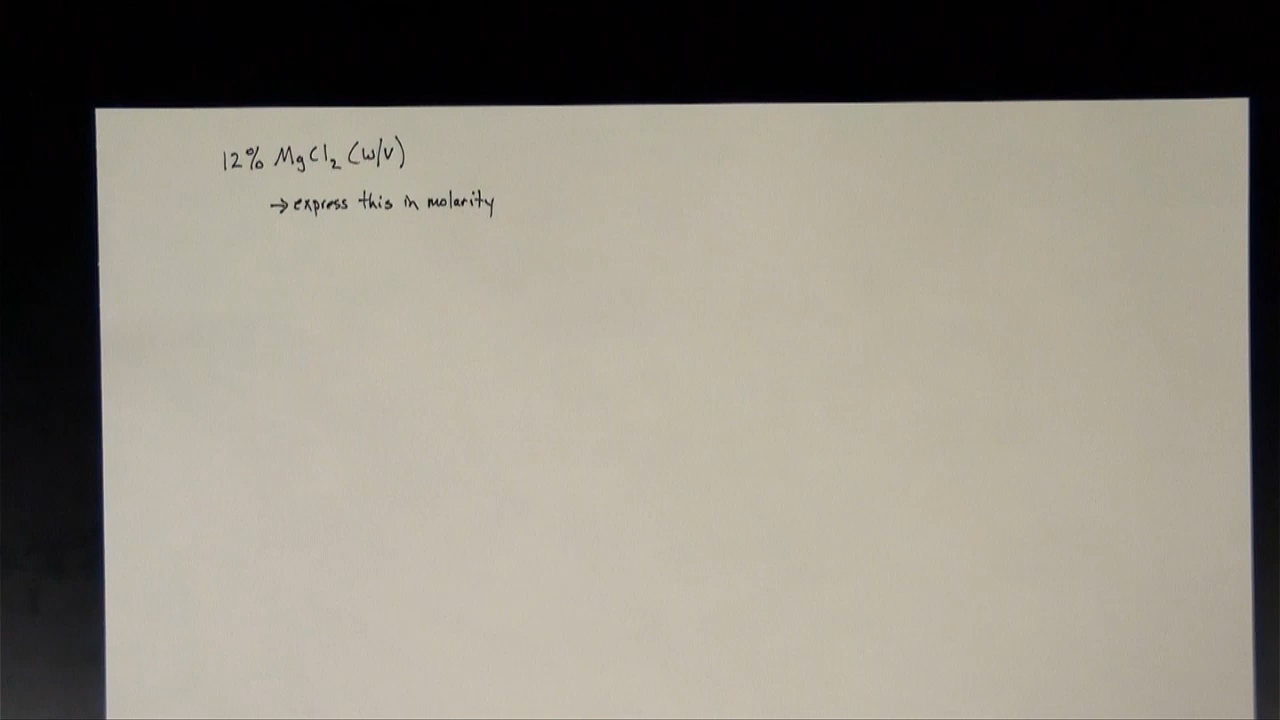 12% MgCl₂ (w/v)
→ express this in molarity